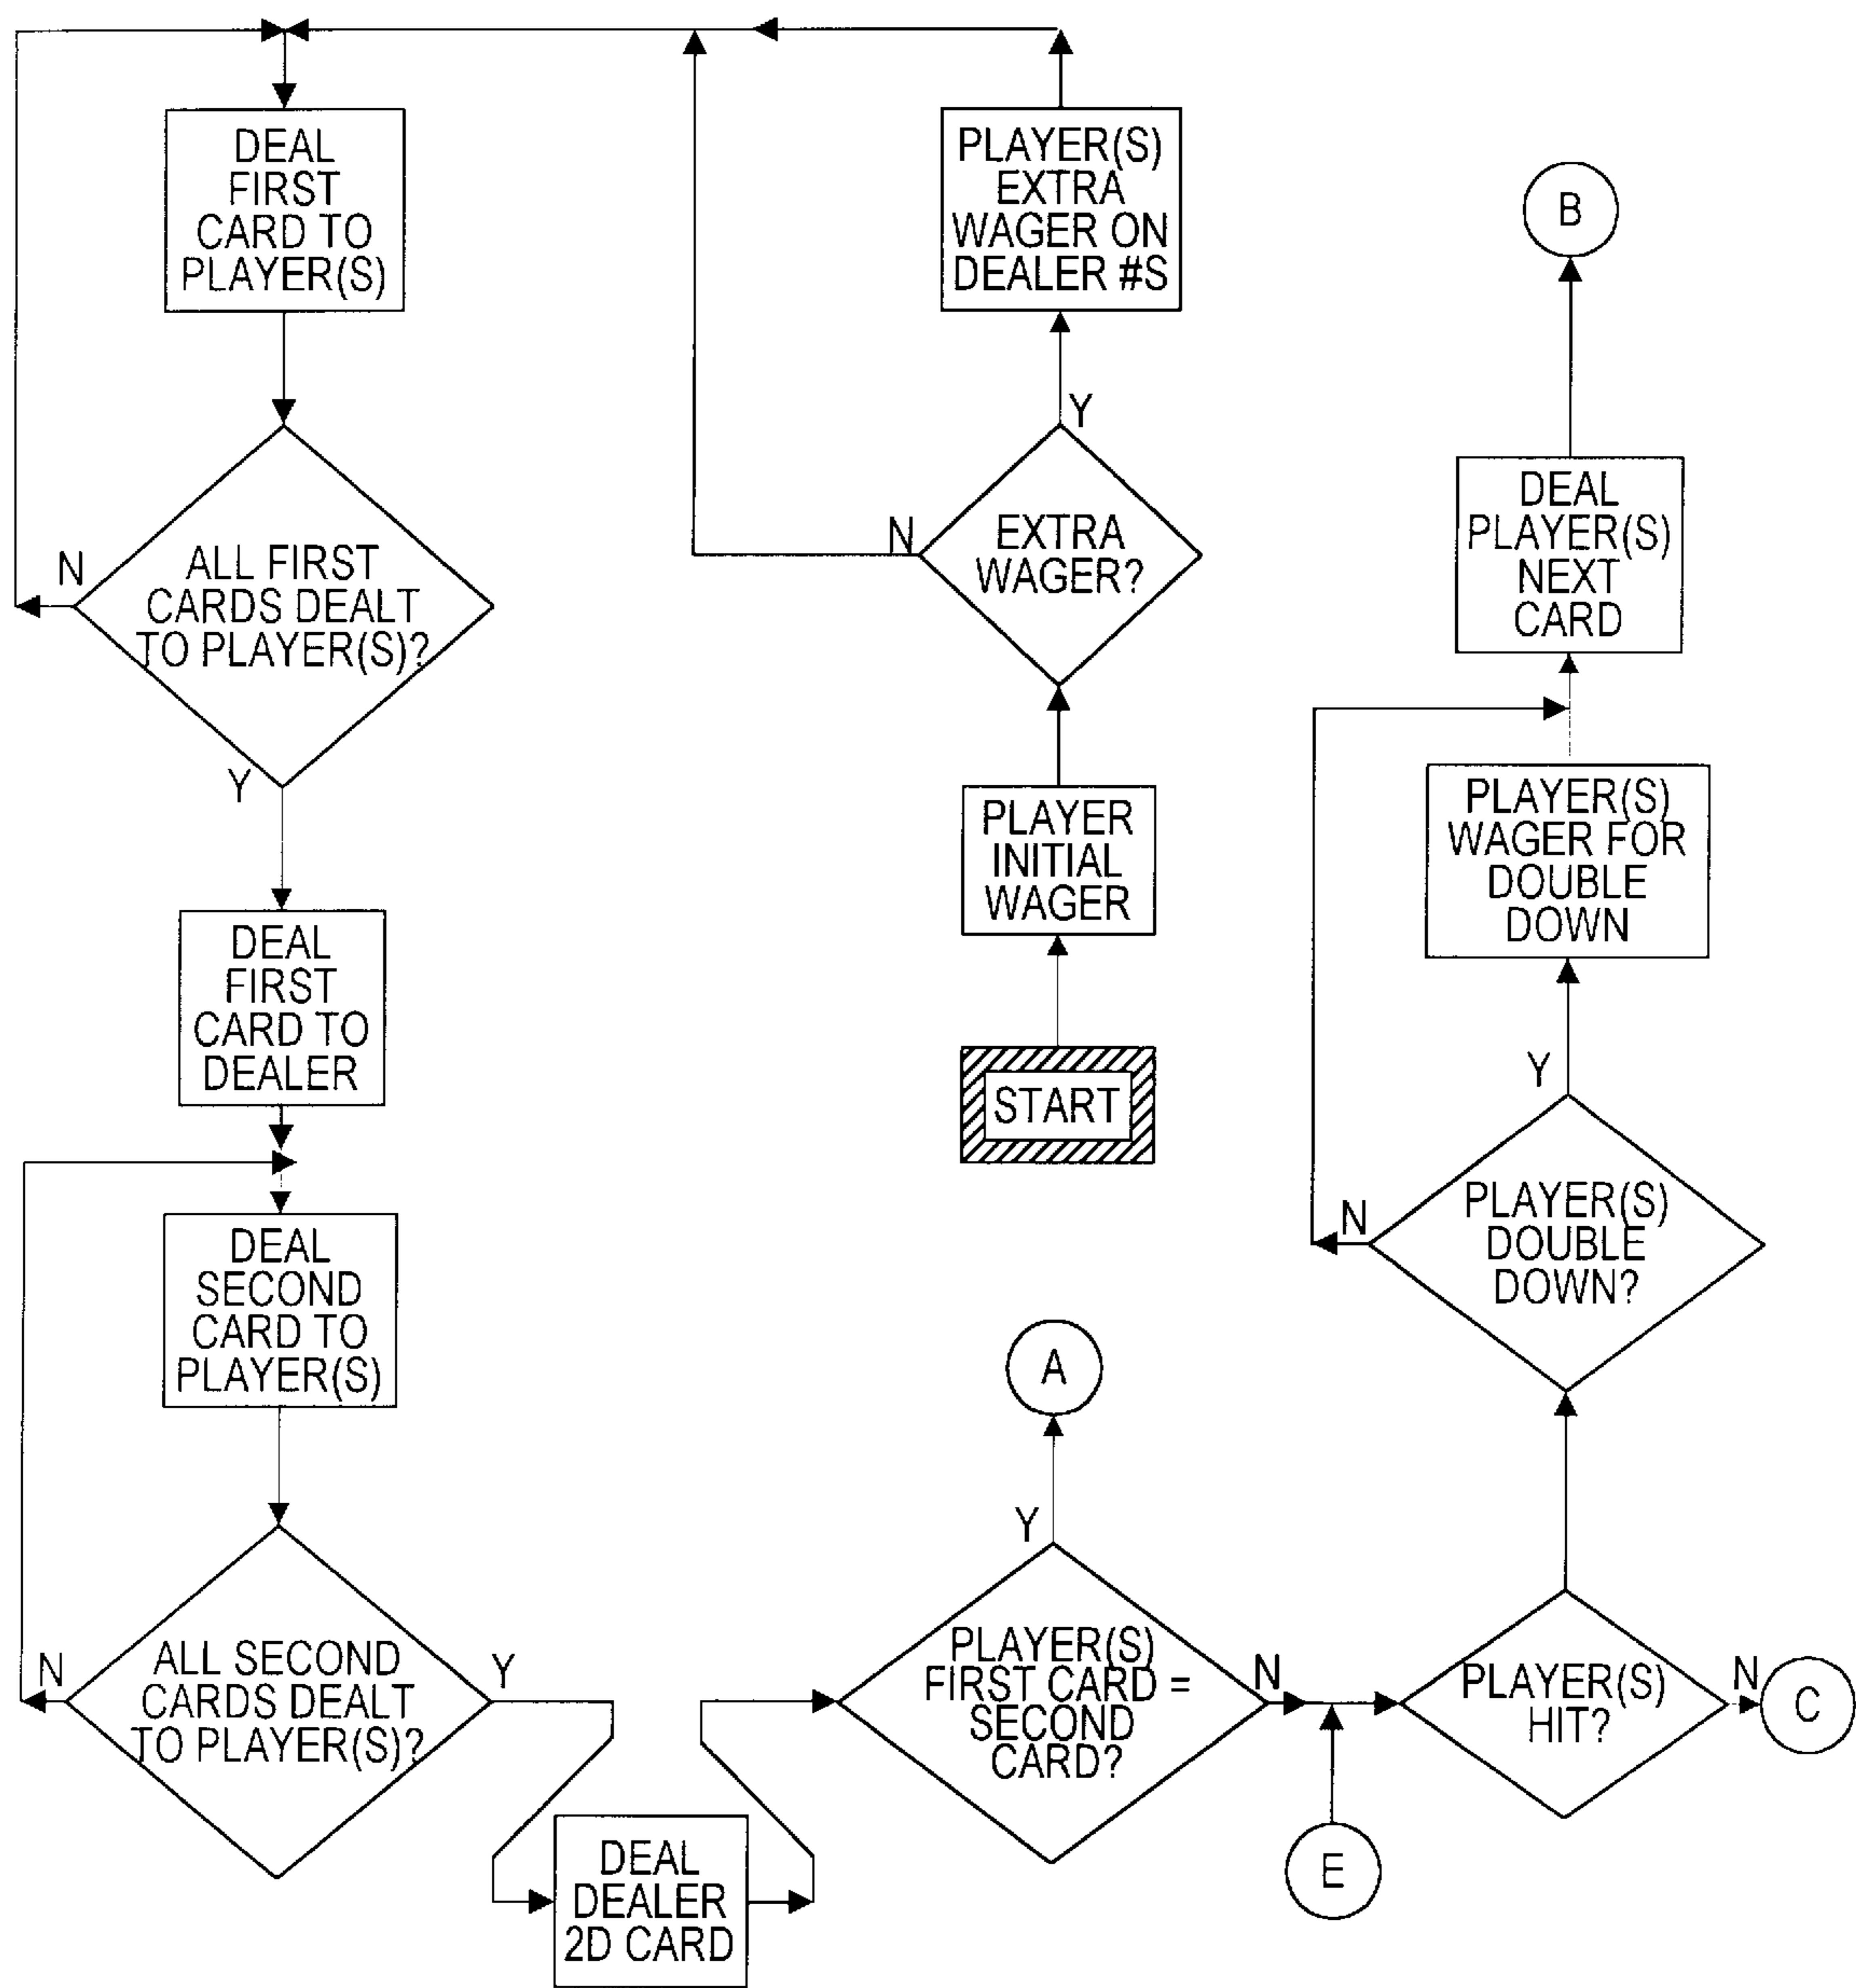 DEAL
FIRST
CARD TO
PLAYER(S)
N
ALL FIRST
CARDS DEALT
TO PLAYER(S)?
Y
DEAL
FIRST
CARD TO
DEALER
DEAL
SECOND
CARD TO
PLAYER(S)
N
ALL SECOND
CARDS DEALT
TO PLAYER(S)?
Y
DEAL
DEALER
2D CARD
PLAYER(S)
EXTRA
WAGER ON
DEALER #S
Y
N
EXTRA
WAGER?
PLAYER
INITIAL
WAGER
START
A
Y
PLAYER(S)
FIRST CARD =
SECOND
CARD?
N
E
B
DEAL
PLAYER(S)
NEXT
CARD
PLAYER(S)
WAGER FOR
DOUBLE
DOWN
Y
N
PLAYER(S)
DOUBLE
DOWN?
PLAYER(S)
HIT?
N
C